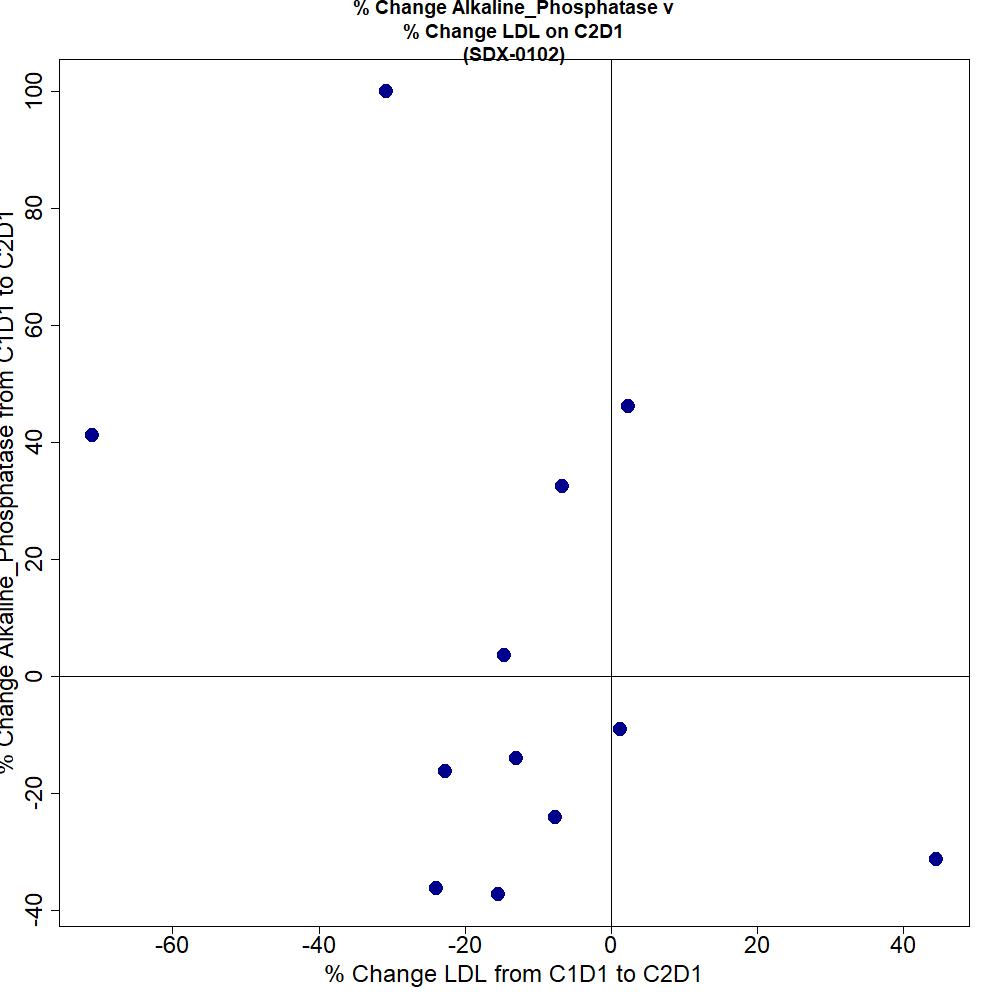 % Change Alkaline_Phosphatase v
% Change LDL on C2D1
(SDX-0102)
% Change Alkaline_Phosphatase from C1D1 to C2D1
100
80
60
40
20
0
-20
-40
-60
-40
-20
0
20
40
% Change LDL from C1D1 to C2D1